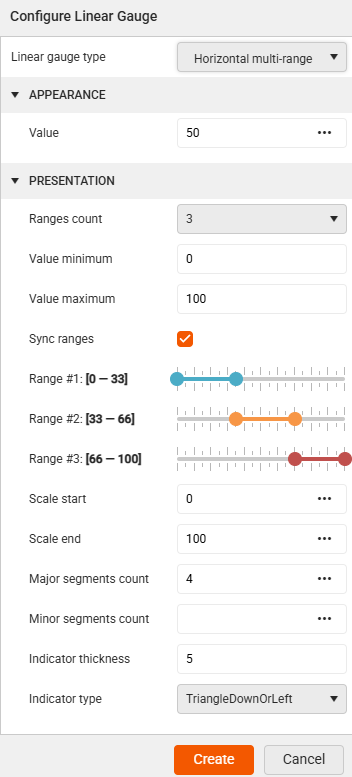 Configure Linear Gauge
Linear gauge type Horizontal multi-range
APPEARANCE
Value 50 •••
PRESENTATION
Ranges count 3
Value minimum 0
Value maximum 100
Sync ranges
Range #1: [0 — 33]
Range #2: [33 — 66]
Range #3: [66 — 100]
Scale start 0 •••
Scale end 100 •••
Major segments count 4 •••
Minor segments count •••
Indicator thickness 5
Indicator type TriangleDownOrLeft
Create Cancel